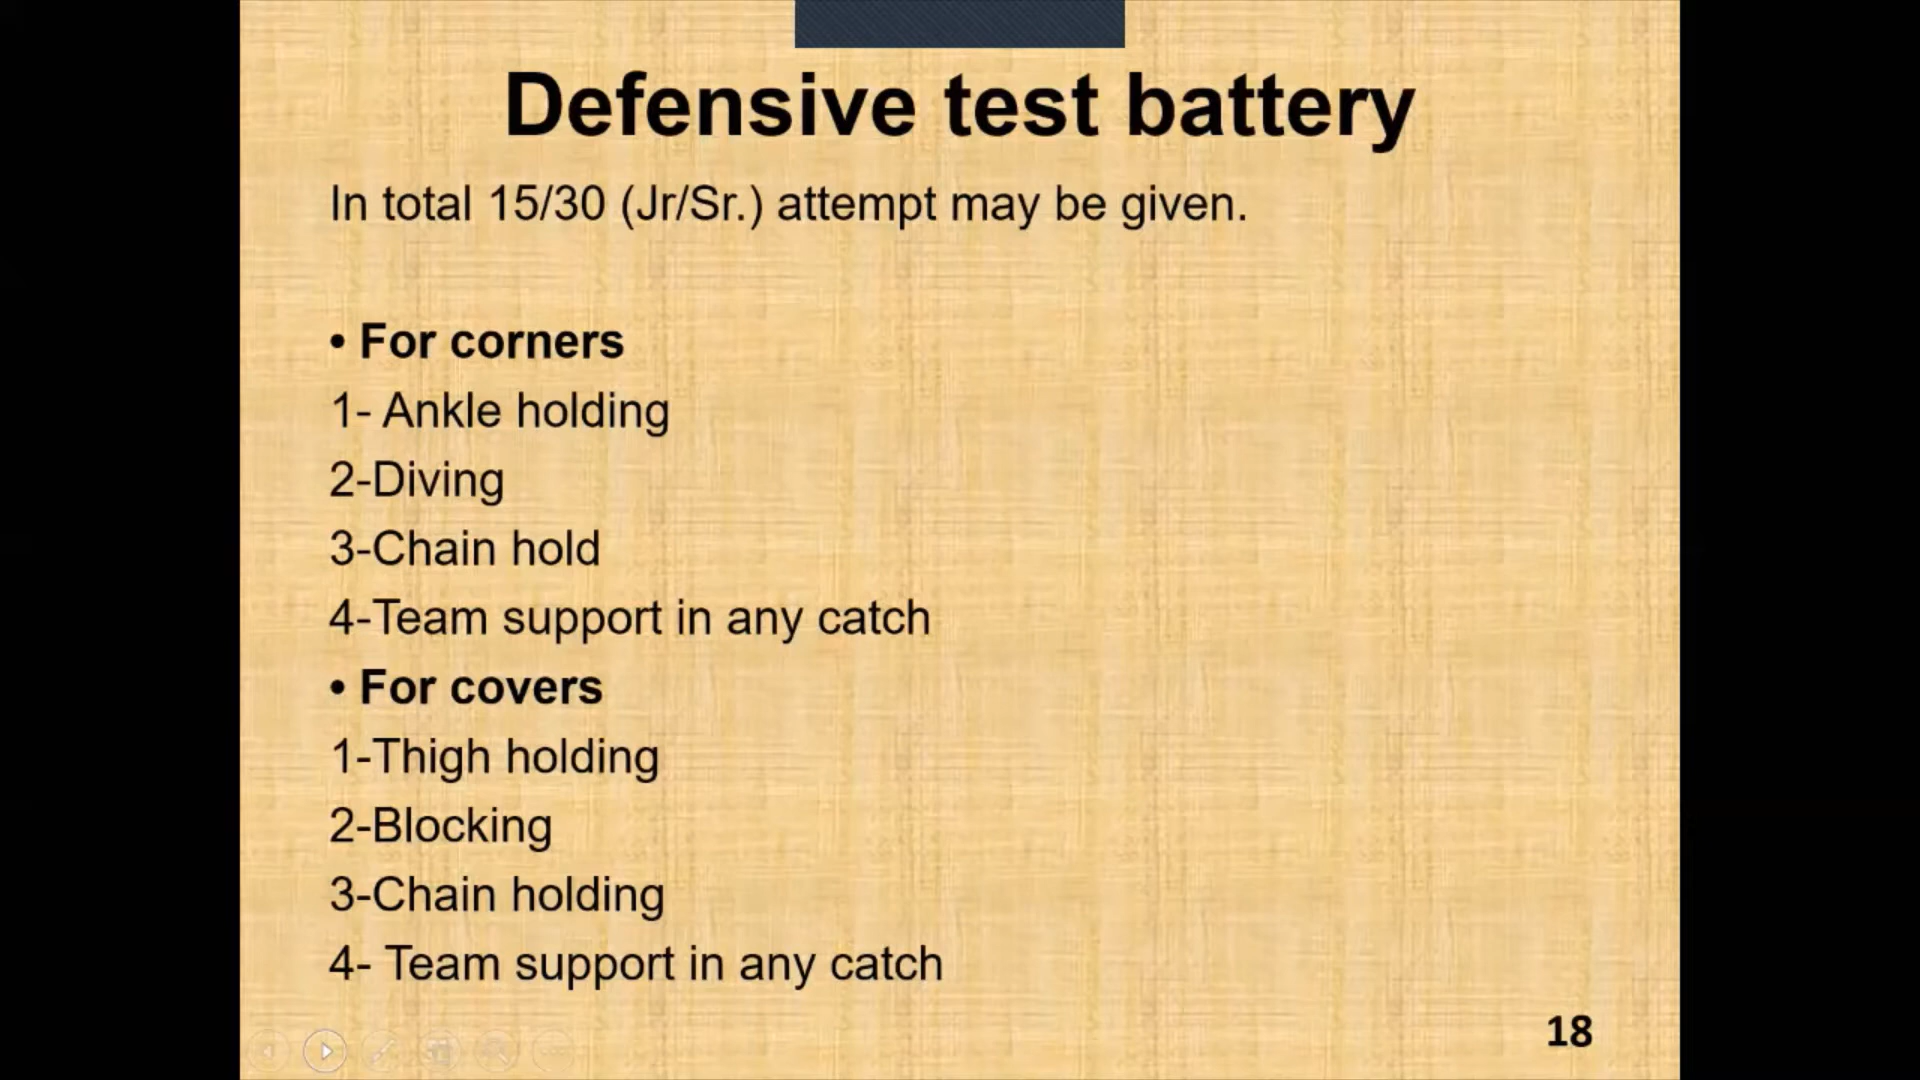 Defensive test battery
In total 15/30 (Jr/Sr.) attempt may be given.
• For corners
1- Ankle holding
2-Diving
3-Chain hold
4-Team support in any catch
• For covers
1-Thigh holding
2-Blocking
3-Chain holding
4- Team support in any catch
18